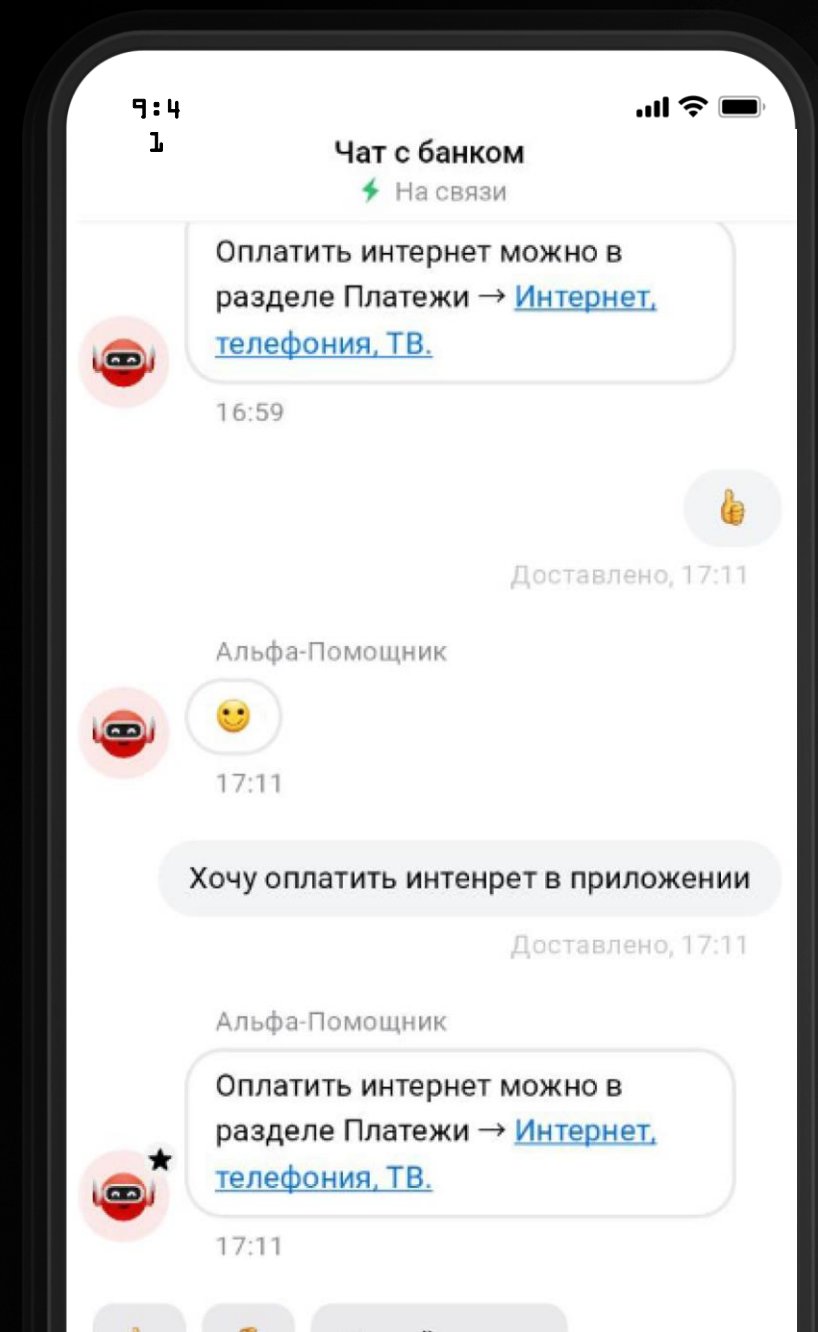 9:4
1
Чат с банком
На связи
Оплатить интернет можно в
разделе Платежи → Интернет,
телефония, ТВ.
16:59
Доставлено, 17:11
Альфа-Помощник
17:11
Хочу оплатить интенрет в приложении
Доставлено, 17:11
Альфа-Помощник
Оплатить интернет можно в
разделе Платежи → Интернет,
телефония, ТВ.
17:11